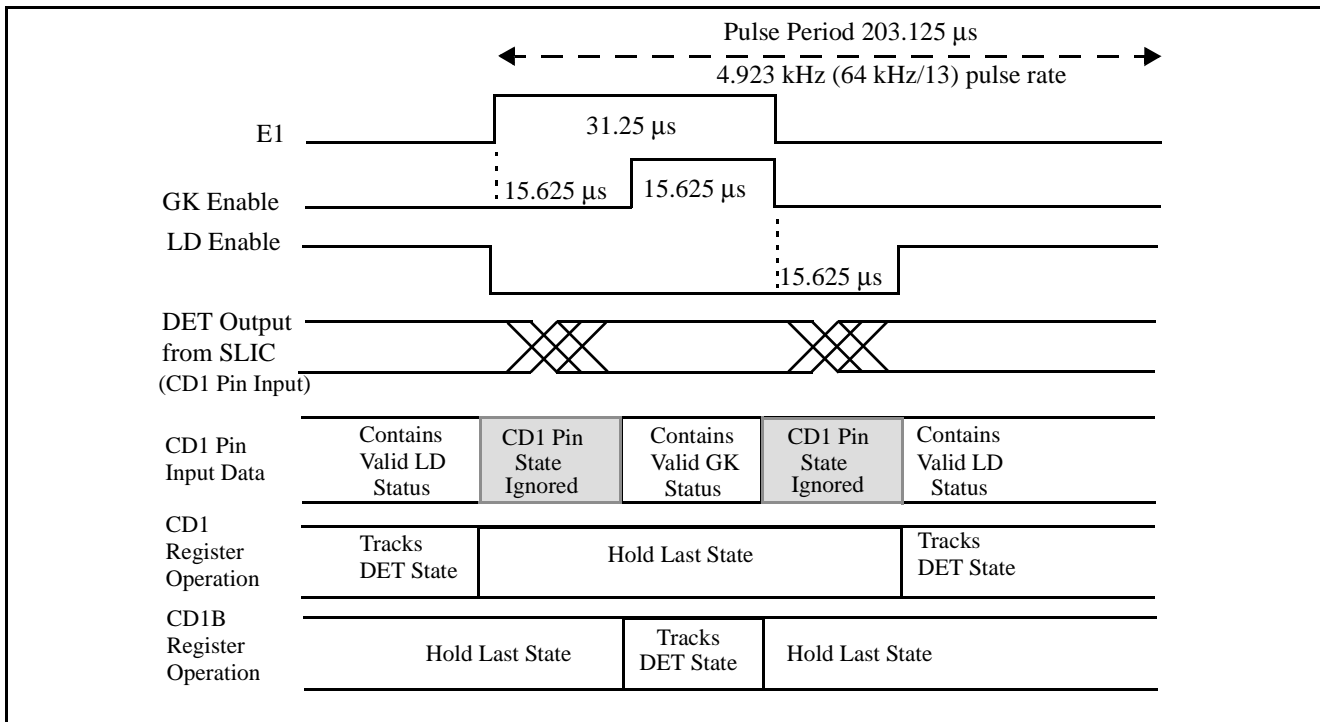 Pulse Period 203.125 μs
4.923 kHz (64 kHz/13) pulse rate
E1
31.25 μs
GK Enable
15.625 μs
15.625 μs
LD Enable
15.625 μs
DET Output
from SLIC
(CD1 Pin Input)
CD1 Pin
Input Data
Contains
Valid LD
Status
CD1 Pin
State
Ignored
Contains
Valid GK
Status
CD1 Pin
State
Ignored
Contains
Valid LD
Status
CD1
Register
Operation
Tracks
DET State
Hold Last State
Tracks
DET State
CD1B
Register
Operation
Hold Last State
Tracks
DET State
Hold Last State